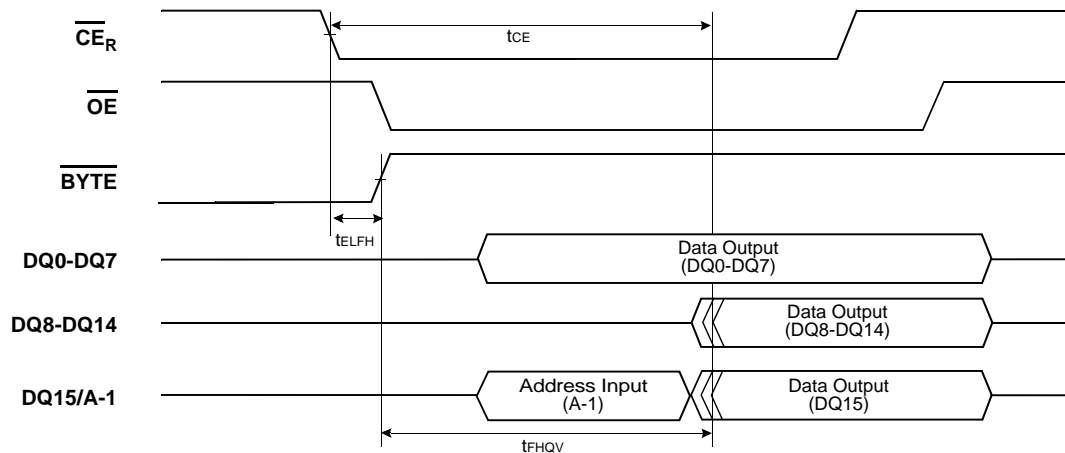 CE R
tCE
OE
BYTE
tELFH
DQ0-DQ7
Data Output
(DQ0-DQ7)
DQ8-DQ14
Data Output
(DQ8-DQ14)
DQ15/A-1
Address Input
(A-1)
Data Output
(DQ15)
tFHQV